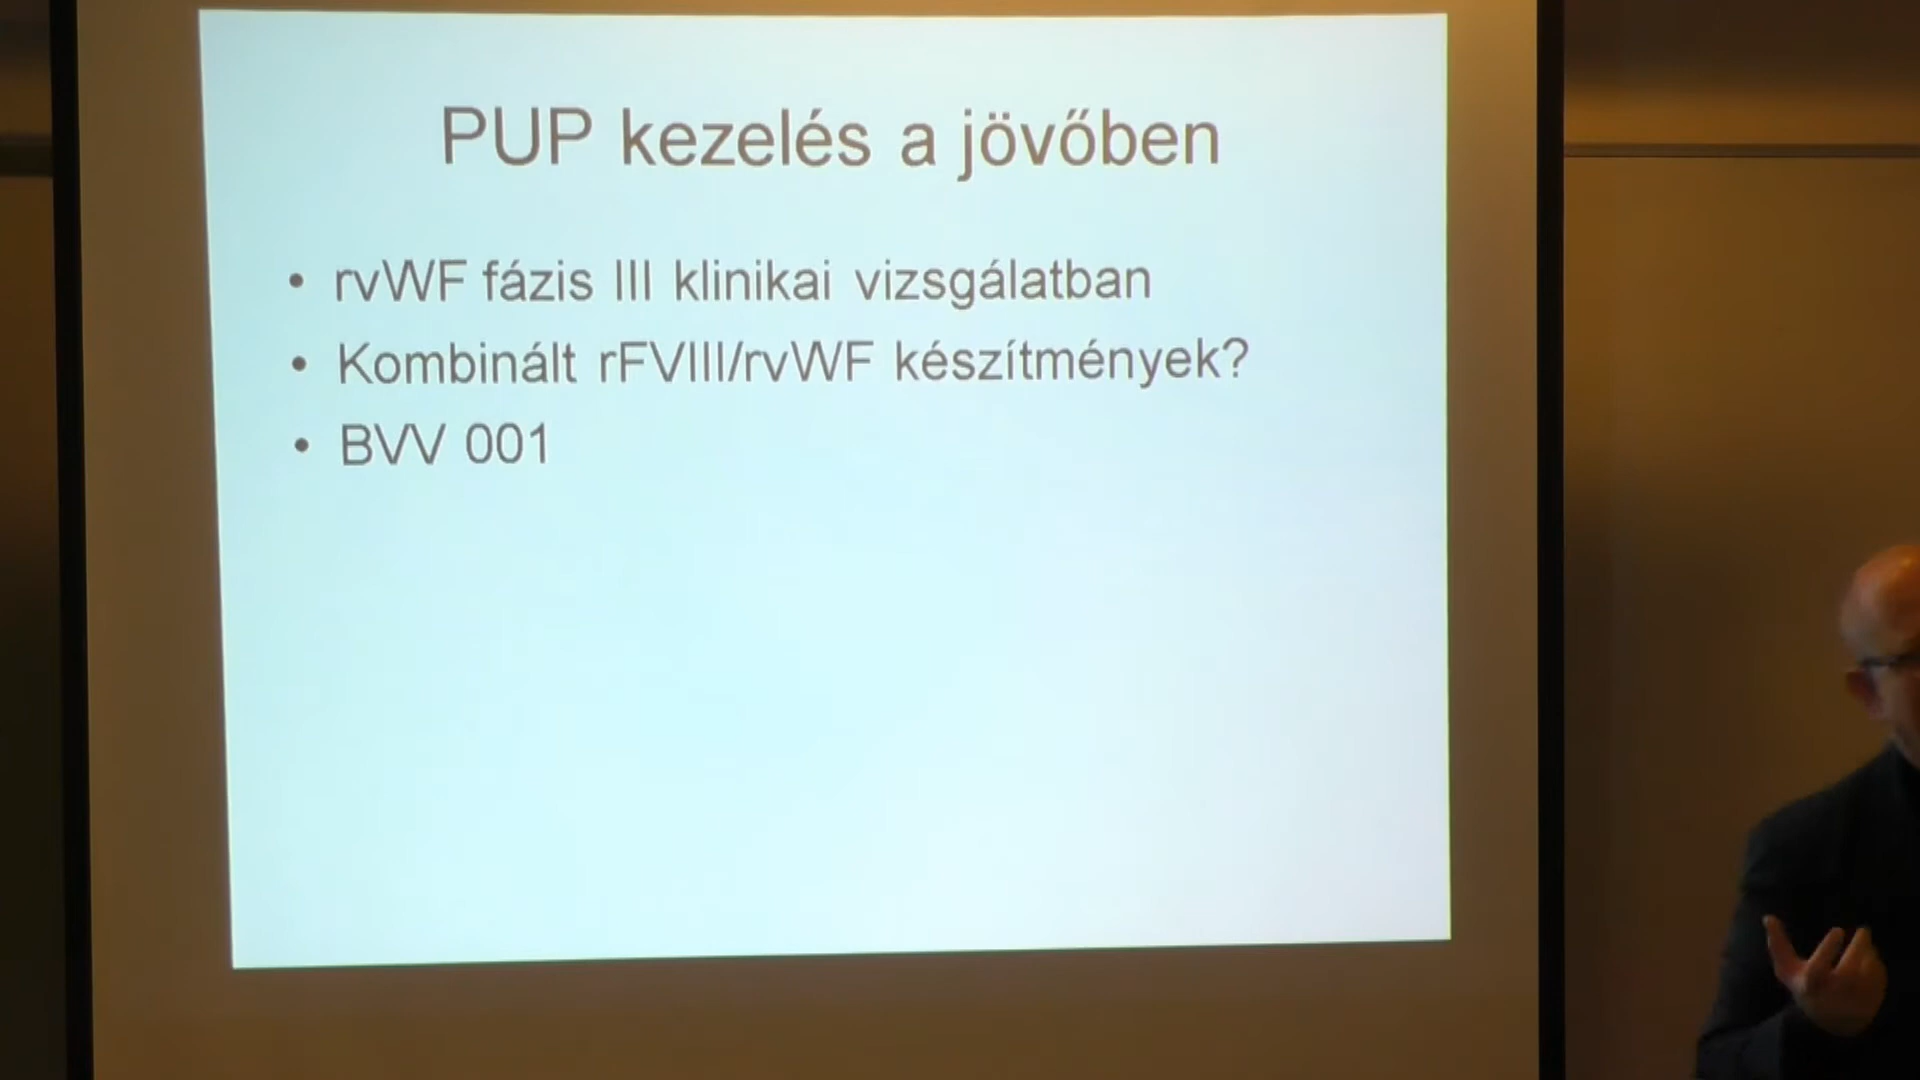 PUP kezelés a jövőben
• rvWF fázis III klinikai vizsgálatban
• Kombinált rFVIII/rvWF készítmények?
• BVV 001